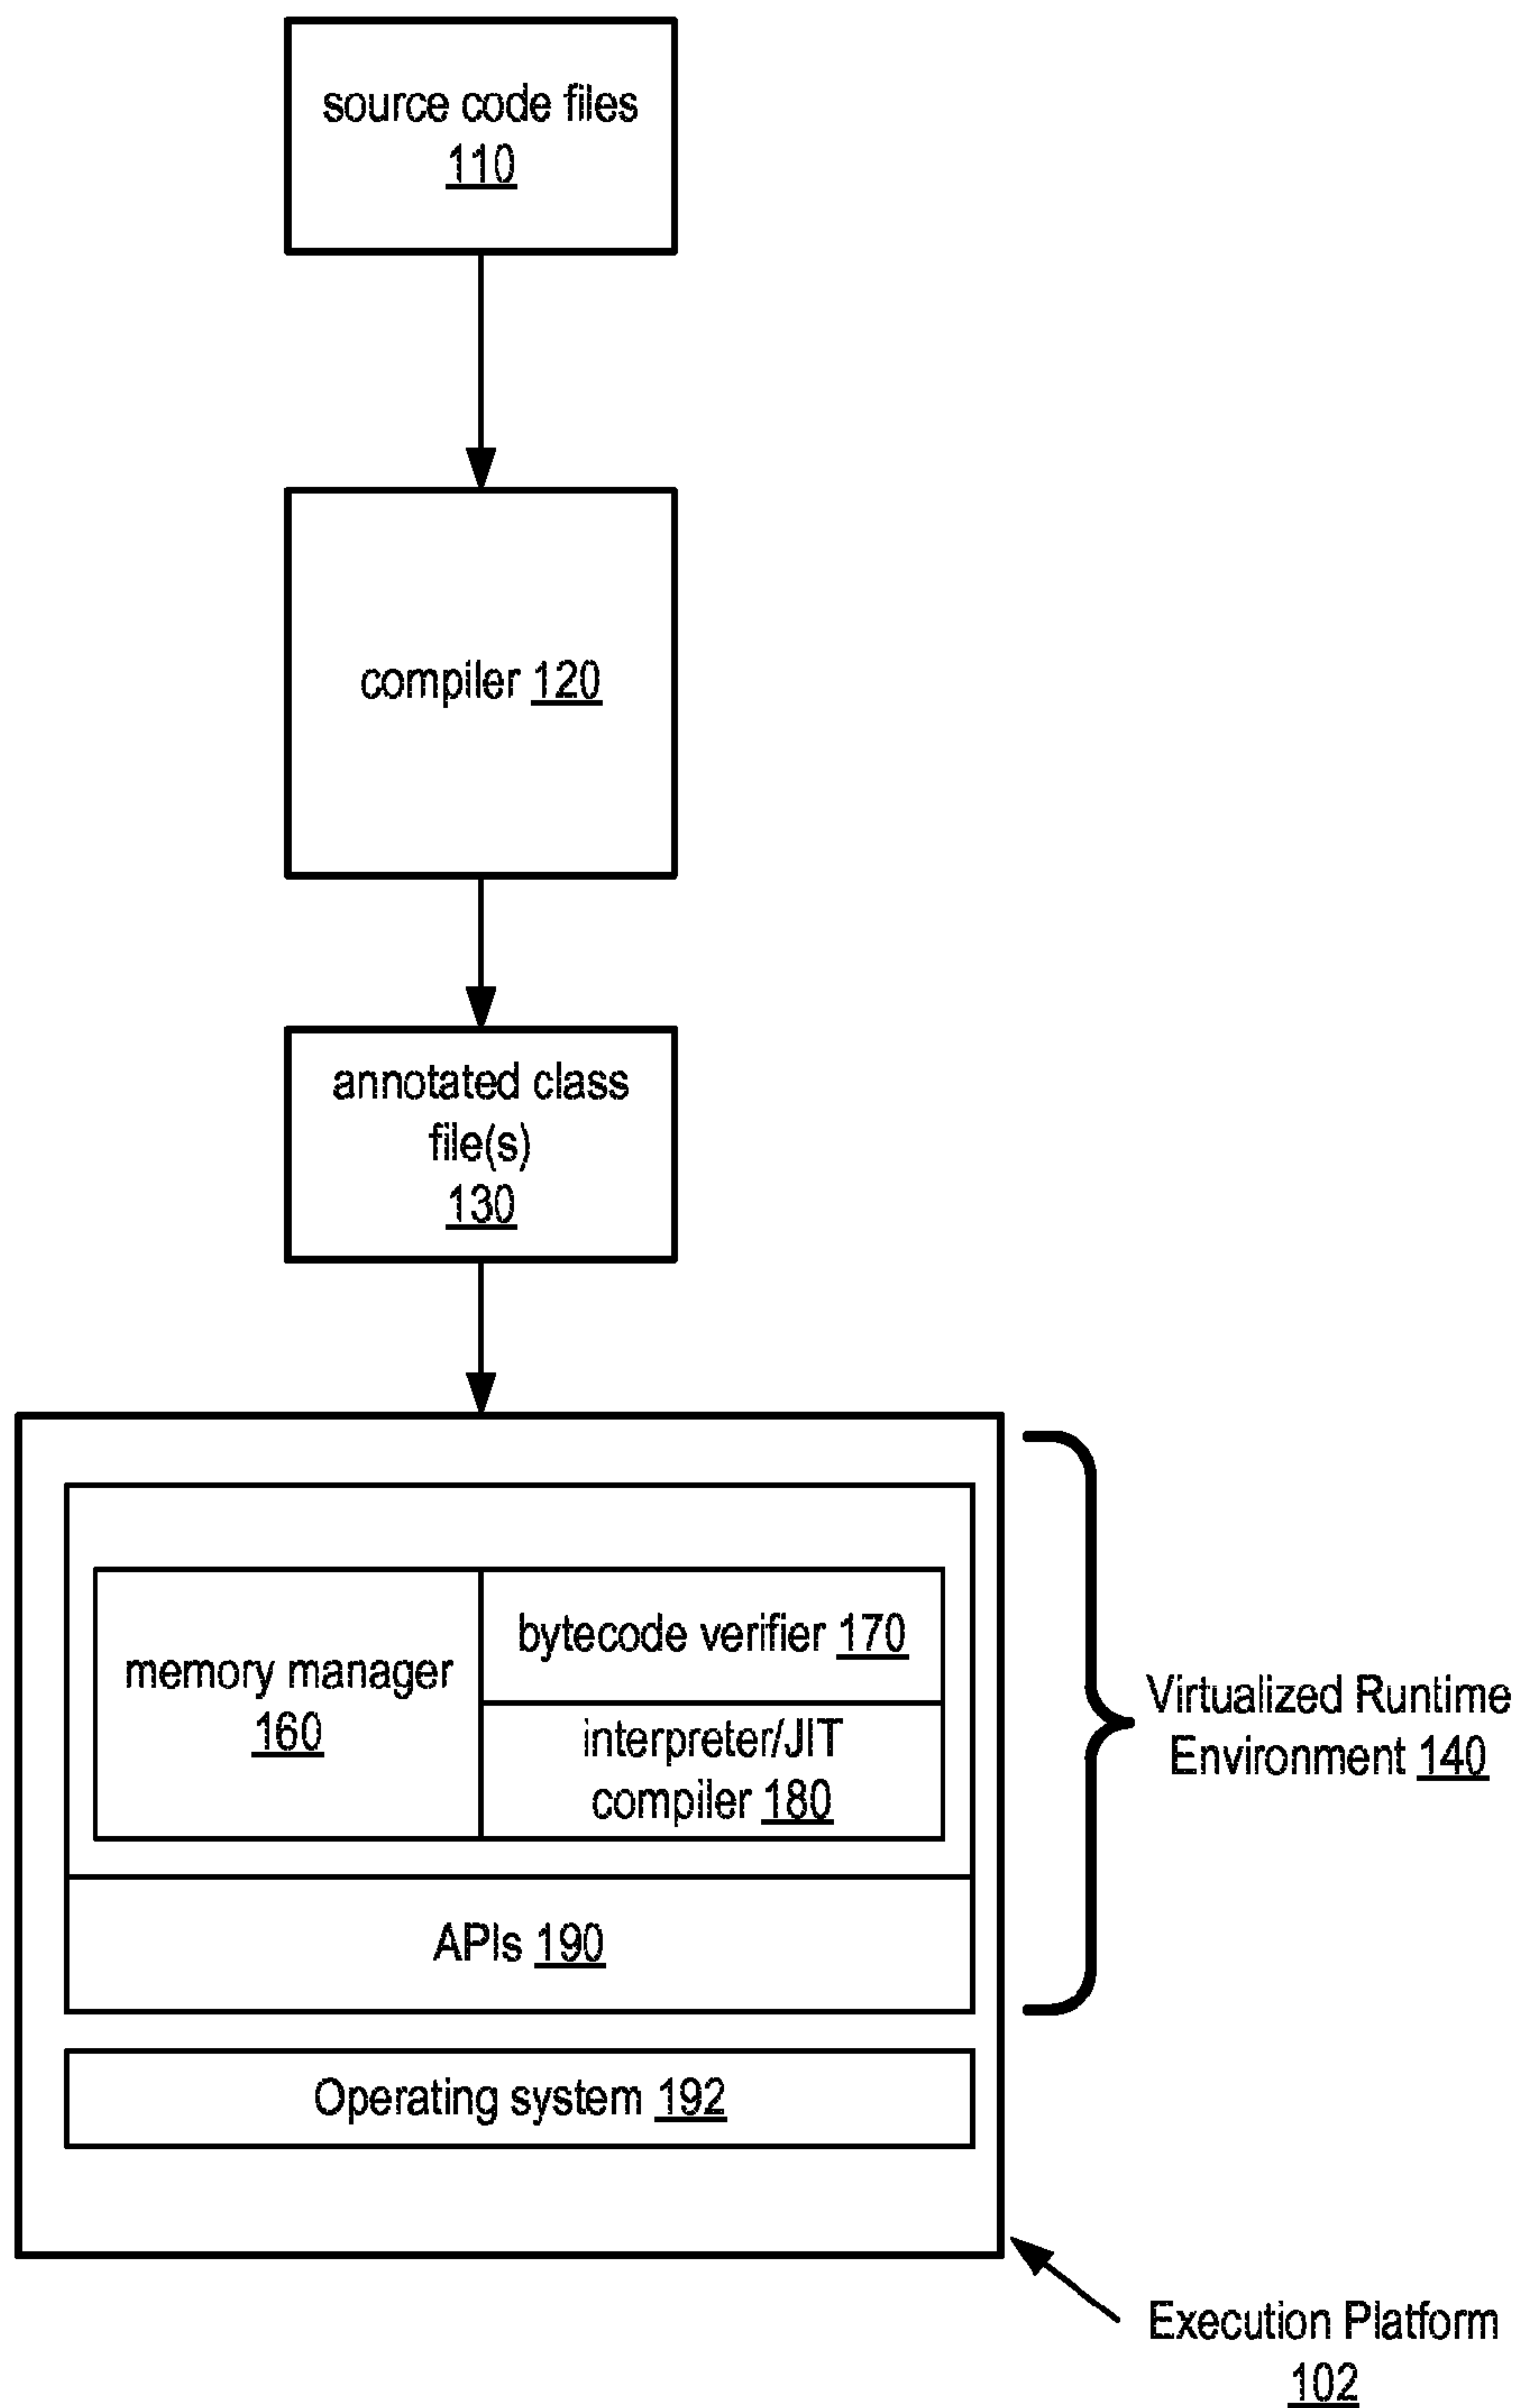 source code files
110
compiler 120
annotated class
file(s)
130
memory manager
160
bytecode verifier 170
interpreter/JIT
compiler 180
APIs 190
Virtualized Runtime
Environment 140
Operating system 192
Execution Platform
102